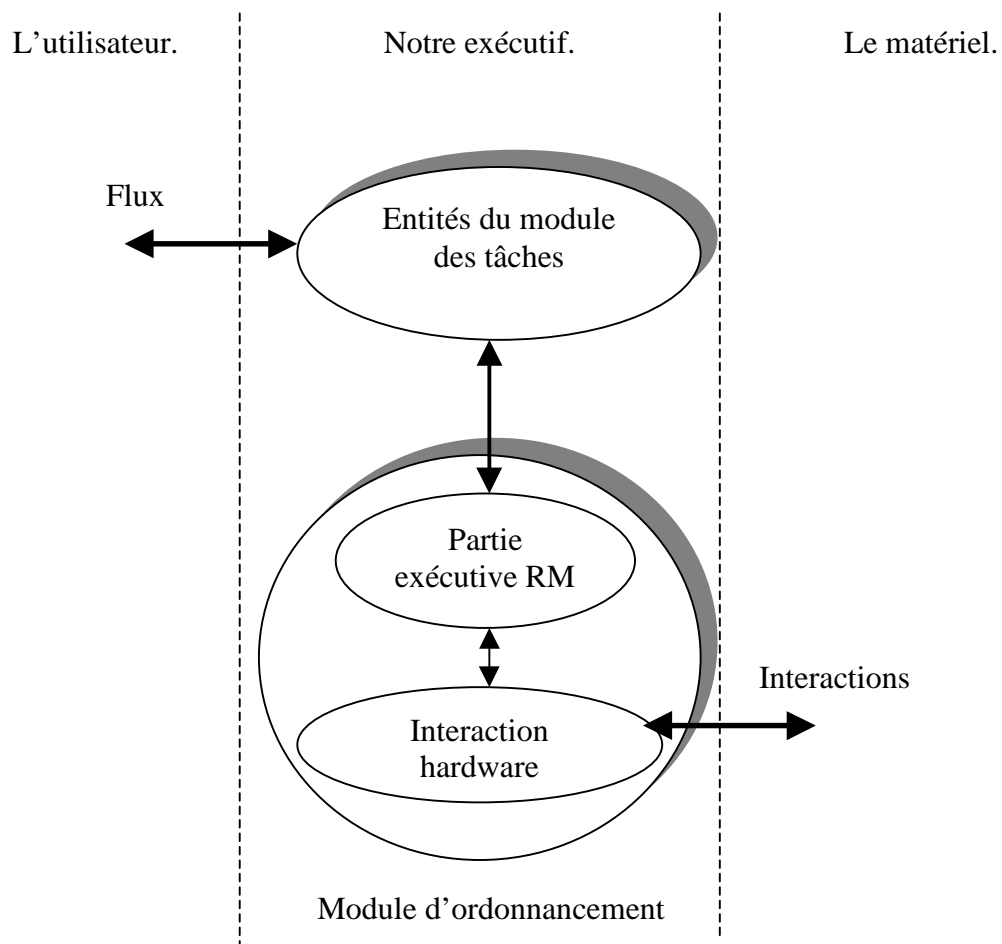 L'utilisateur.
Notre exécutif.
Le matériel.
Flux
Entités du module
des tâches
Partie
exécutive RM
Interactions
Interaction
hardware
Module d'ordonnancement